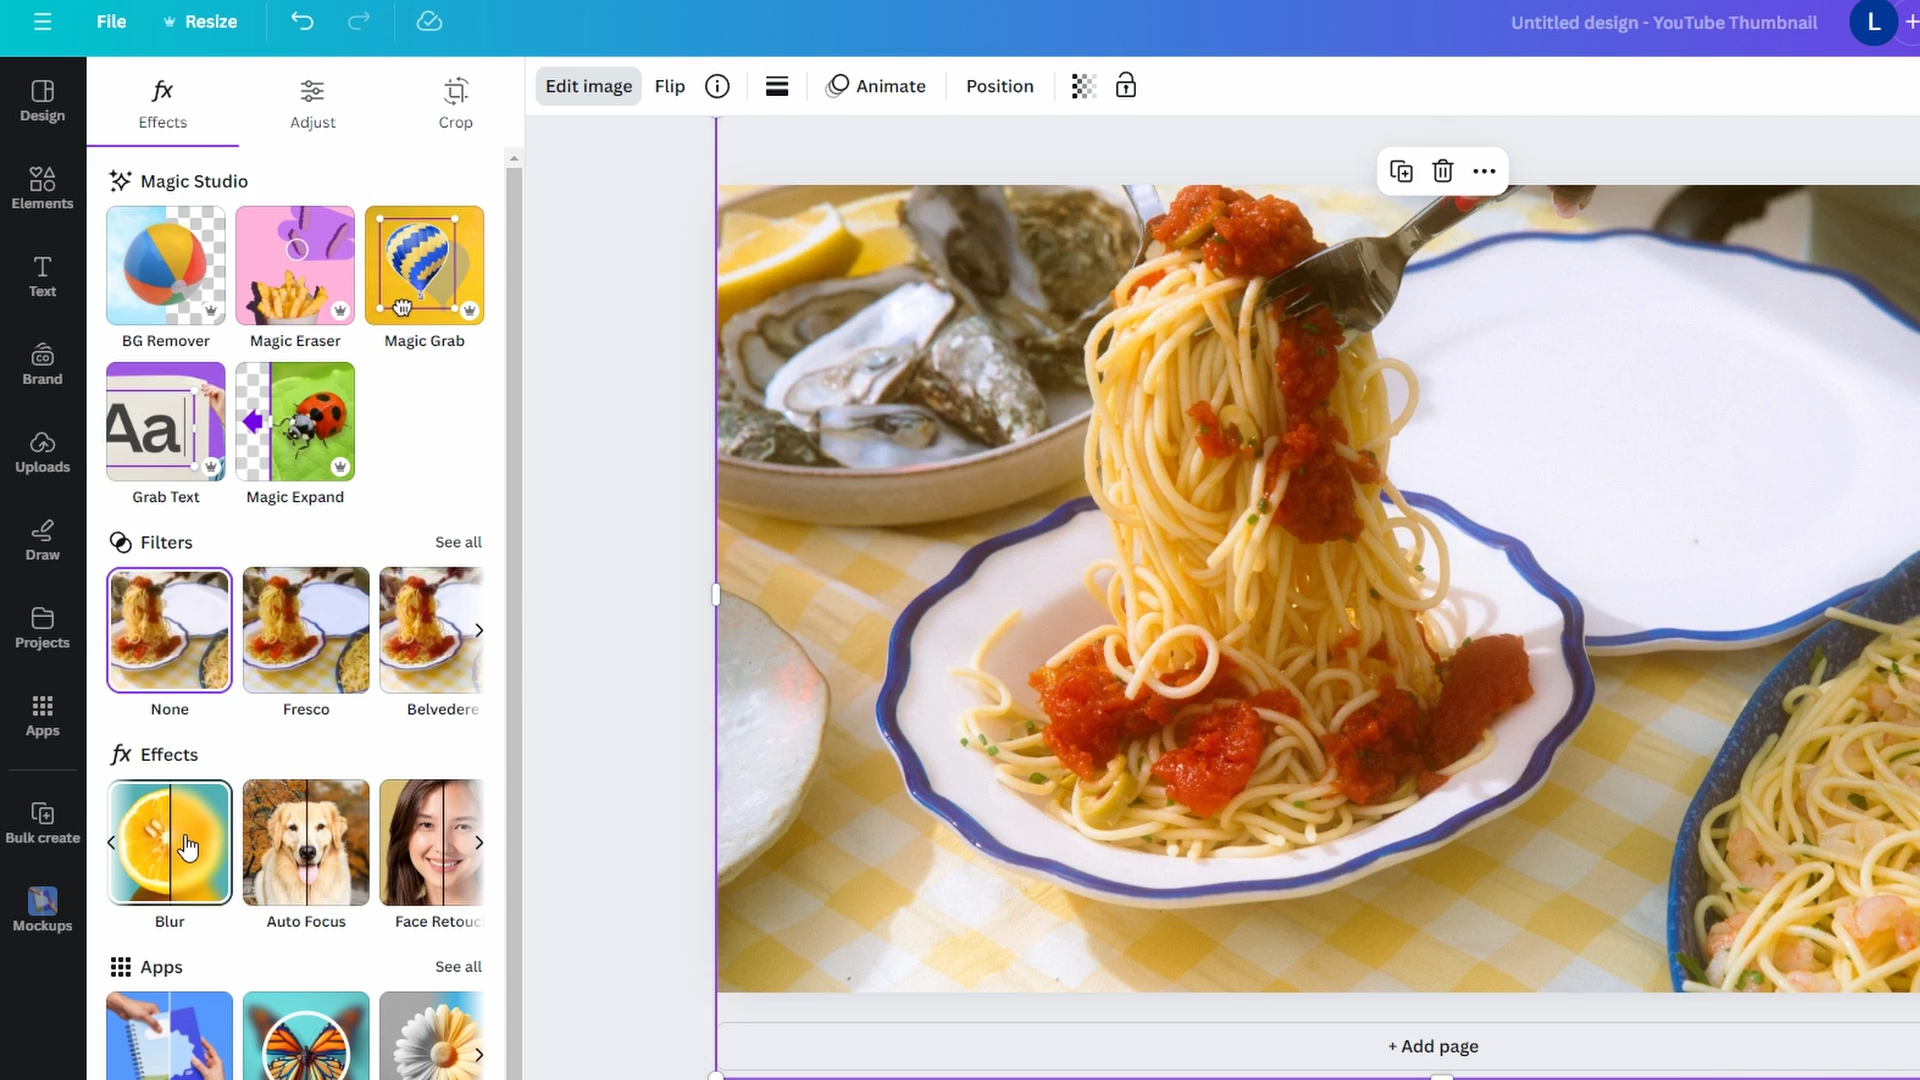 File
Resize
Untitled design - YouTube Thumbnail
L
Design
Elements
Text
Brand
Uploads
Draw
Projects
Apps
Bulk create
Mockups
fx
Effects
Adjust
Crop
Edit image
Flip
Animate
Position
Magic Studio
BG Remover
Magic Eraser
Magic Grab
Aa
Grab Text
Magic Expand
Filters
See all
None
Fresco
Belvedere
fx Effects
Blur
Auto Focus
Face Retouc
Apps
See all
+ Add page